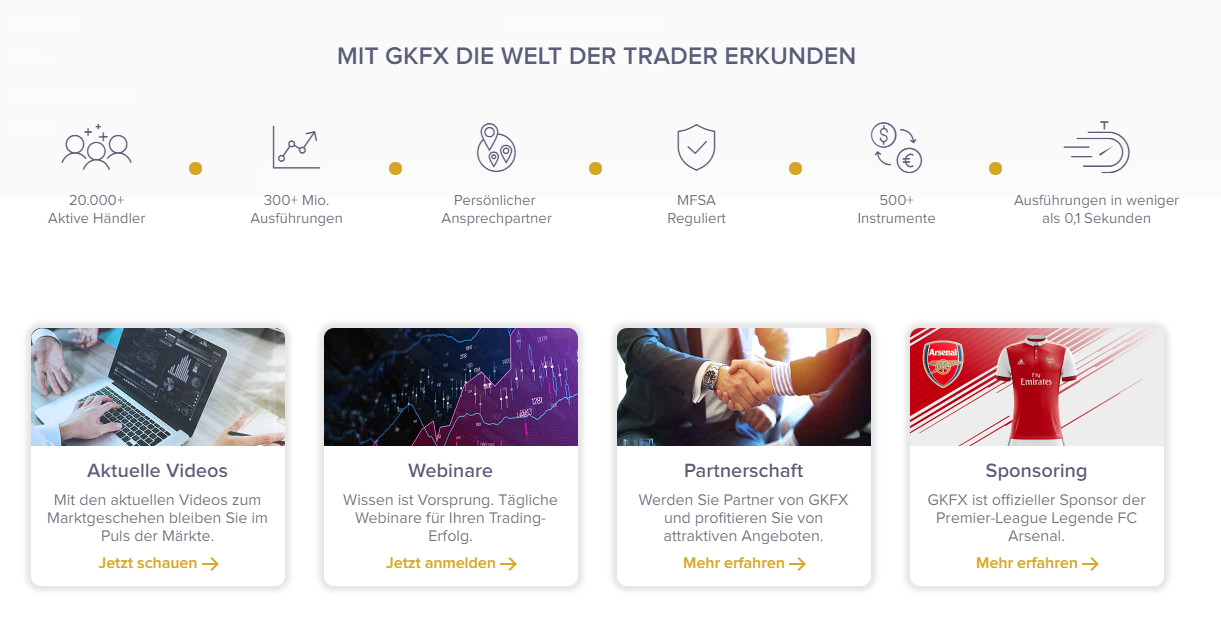 MIT GKFX DIE WELT DER TRADER ERKUNDEN
20.000+
Aktive Händler
300+ Mio.
Ausführungen
Persönlicher
Ansprechpartner
MFSA
Reguliert
500+
Instrumente
Ausführungen in weniger
als 0,1 Sekunden
Aktuelle Videos
Mit den aktuellen Videos zum
Marktgeschehen bleiben Sie im
Puls der Märkte.
Jetzt schauen
1281
Webinare
Wissen ist Vorsprung. Tägliche
Webinare für Ihren Trading-
Erfolg.
Jetzt anmelden
Partnerschaft
Werden Sie Partner von GKFX
und profitieren Sie von
attraktiven Angeboten.
Mehr erfahren
Arsenal
Fly
Emirates
Sponsoring
GKFX ist offizieller Sponsor der
Premier-League Legende FC
Arsenal.
Mehr erfahren